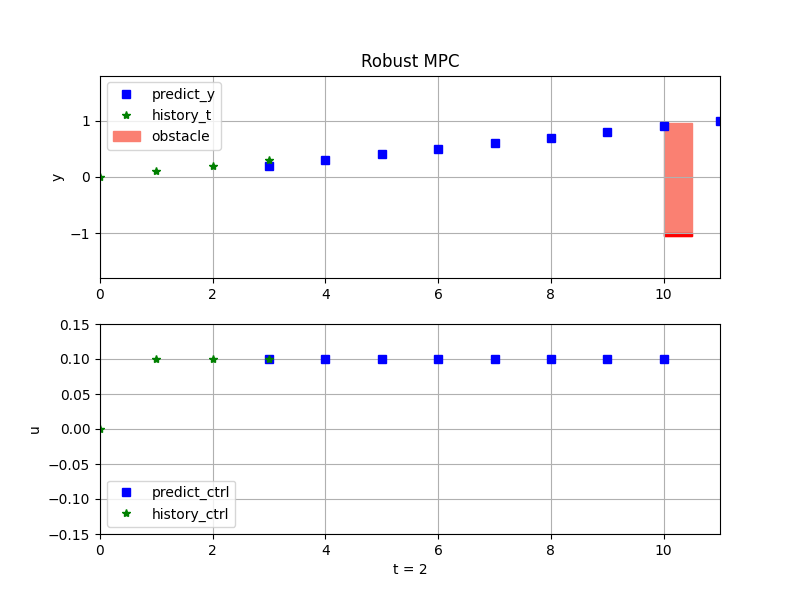 Robust MPC
predict_y
history_t
obstacle
1
0
−1
y
0 2 4 6 8 10
0.15
0.10
0.05
0.00
−0.05
−0.10
−0.15
u
predict_ctrl
history_ctrl
0 2 4 6 8 10
t = 2